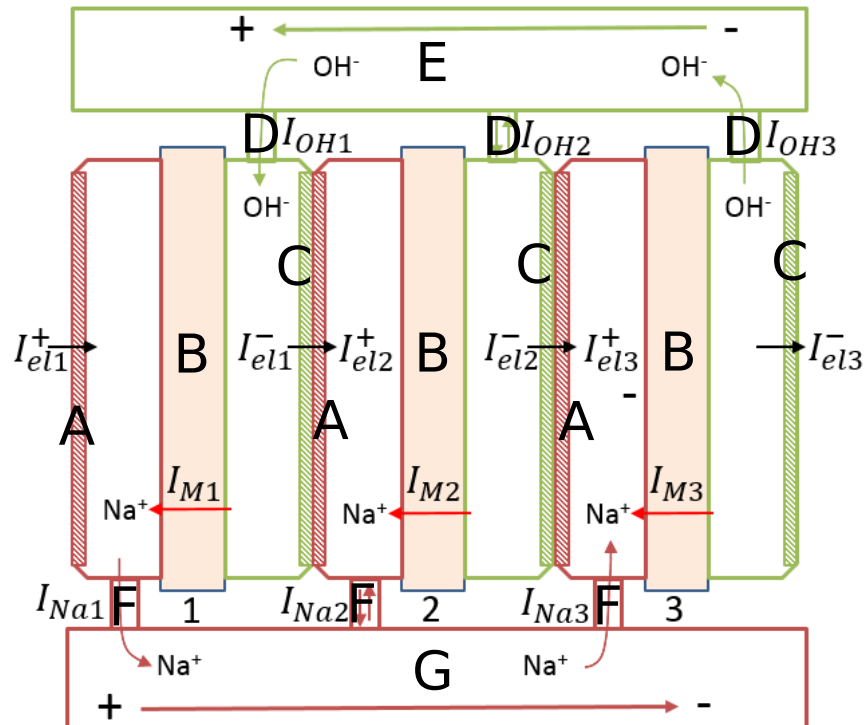 + -
OH⁻ E OH⁻
D I_OH1 D I_OH2 D I_OH3
OH⁻ OH⁻
C C C
I⁺_el1 B I⁻_el1 I⁺_el2 B I⁻_el2 I⁺_el3 B I⁻_el3
-
A A A
I_M1 I_M2 I_M3
Na⁺ Na⁺ Na⁺
I_Na1 F 1 I_Na2 F 2 I_Na3 F 3
Na⁺ G Na⁺
+ -